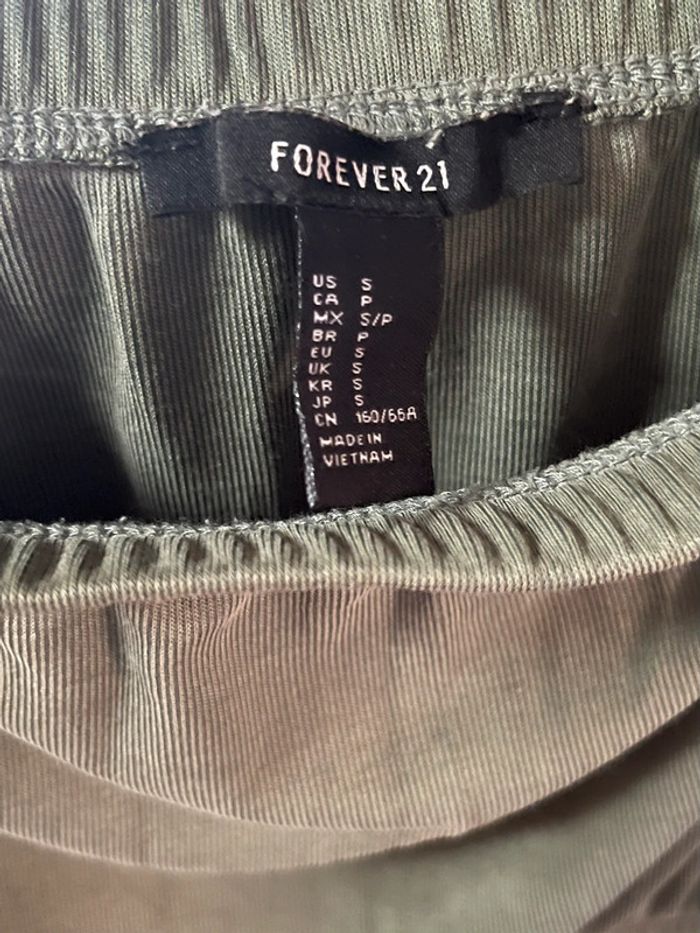 FOREVER 21
US S
CA P
MX S/P
BR P
EU S
UK S
KR S
JP S
CN 160/66A
MADE IN
VIETNAM